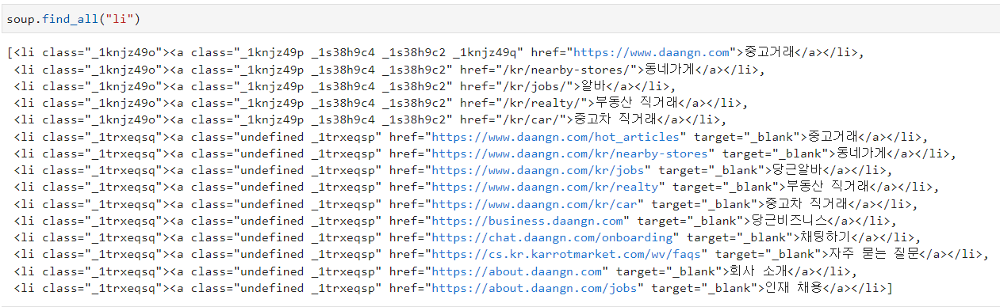 soup.find_all("li")
[<li class="_1knjz49o"><a class="_1knjz49p _1s38h9c4 _1s38h9c2 _1knjz49q" href="https://www.daangn.com">중고거래</a></li>,
<li class="_1knjz49o"><a class="_1knjz49p _1s38h9c4 _1s38h9c2" href="/kr/nearby-stores/">동네가게</a></li>,
<li class="_1knjz49o"><a class="_1knjz49p _1s38h9c4 _1s38h9c2" href="/kr/jobs/">알바</a></li>,
<li class="_1knjz49o"><a class="_1knjz49p _1s38h9c4 _1s38h9c2" href="/kr/realty/">부동산 직거래</a></li>,
<li class="_1knjz49o"><a class="_1knjz49p _1s38h9c4 _1s38h9c2" href="/kr/car/">중고차 직거래</a></li>,
<li class="_1trxeqsq"><a class="undefined _1trxeqsp" href="https://www.daangn.com/hot_articles" target="_blank">중고거래</a></li>,
<li class="_1trxeqsq"><a class="undefined _1trxeqsp" href="https://www.daangn.com/kr/nearby-stores" target="_blank">동네가게</a></li>,
<li class="_1trxeqsq"><a class="undefined _1trxeqsp" href="https://www.daangn.com/kr/jobs" target="_blank">당근알바</a></li>,
<li class="_1trxeqsq"><a class="undefined _1trxeqsp" href="https://www.daangn.com/kr/realty" target="_blank">부동산 직거래</a></li>,
<li class="_1trxeqsq"><a class="undefined _1trxeqsp" href="https://www.daangn.com/kr/car" target="_blank">중고차 직거래</a></li>,
<li class="_1trxeqsq"><a class="undefined _1trxeqsp" href="https://business.daangn.com" target="_blank">당근비즈니스</a></li>,
<li class="_1trxeqsq"><a class="undefined _1trxeqsp" href="https://chat.daangn.com/onboarding" target="_blank">채팅하기</a></li>,
<li class="_1trxeqsq"><a class="undefined _1trxeqsp" href="https://cs.kr.karrotmarket.com/wv/faqs" target="_blank">자주 묻는 질문</a></li>,
<li class="_1trxeqsq"><a class="undefined _1trxeqsp" href="https://about.daangn.com" target="_blank">회사 소개</a></li>,
<li class="_1trxeqsq"><a class="undefined _1trxeqsp" href="https://about.daangn.com/jobs" target="_blank">인재 채용</a></li>]